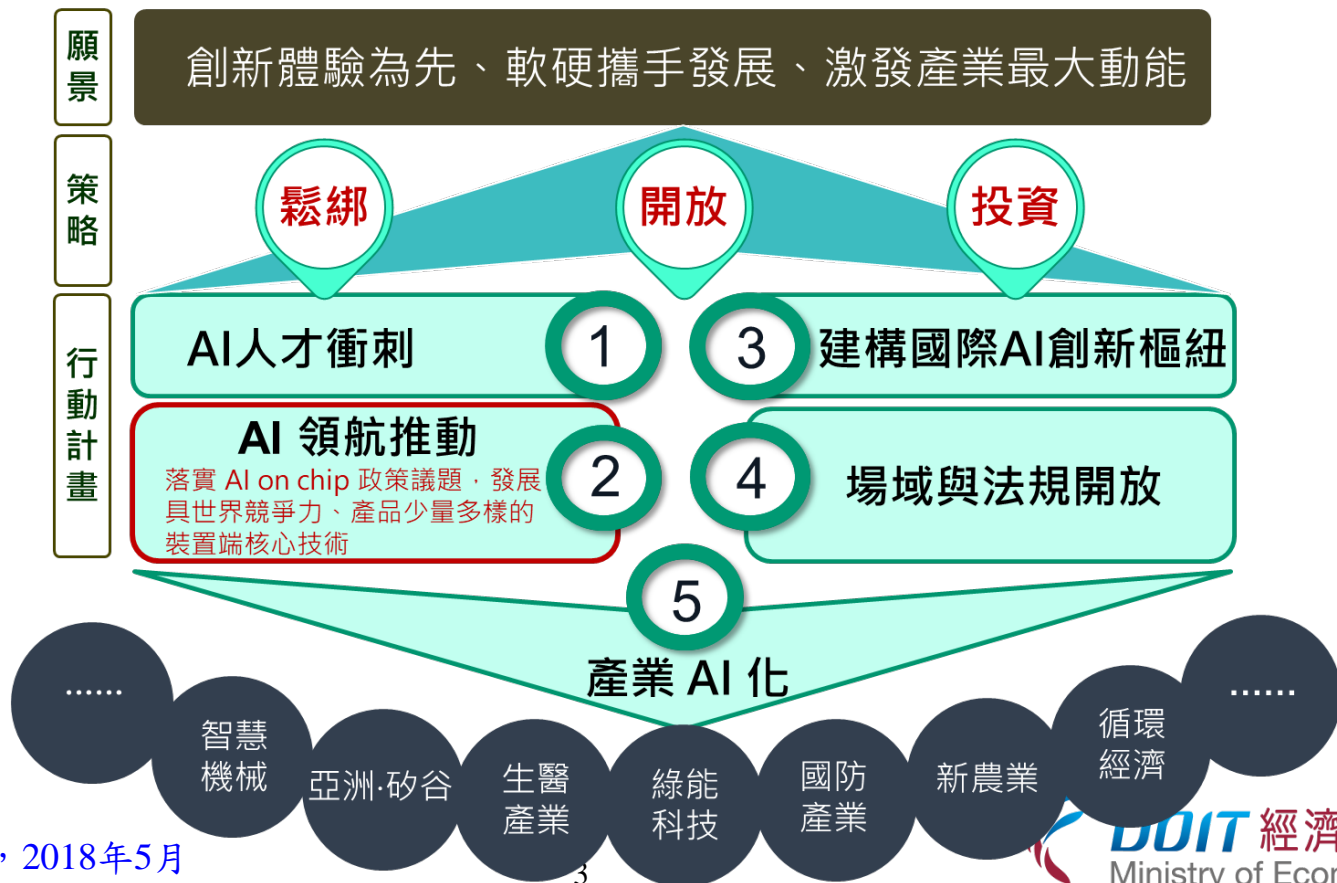 願景
創新體驗為先、軟硬攜手發展、激發產業最大動能
策略
鬆綁
開放
投資
行動計畫
AI人才衝刺
1
3
建構國際AI創新樞紐
AI 領航推動
落實 AI on chip 政策議題，發展
具世界競爭力、產品少量多樣的
裝置端核心技術
2
4
場域與法規開放
5
產業 AI 化
......
智慧
機械
亞洲·矽谷
生醫
產業
綠能
科技
國防
產業
新農業
循環
經濟
......
，2018年5月
3
DOIT 經濟
Ministry of Econ